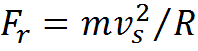 F_r = mv_s^2/R